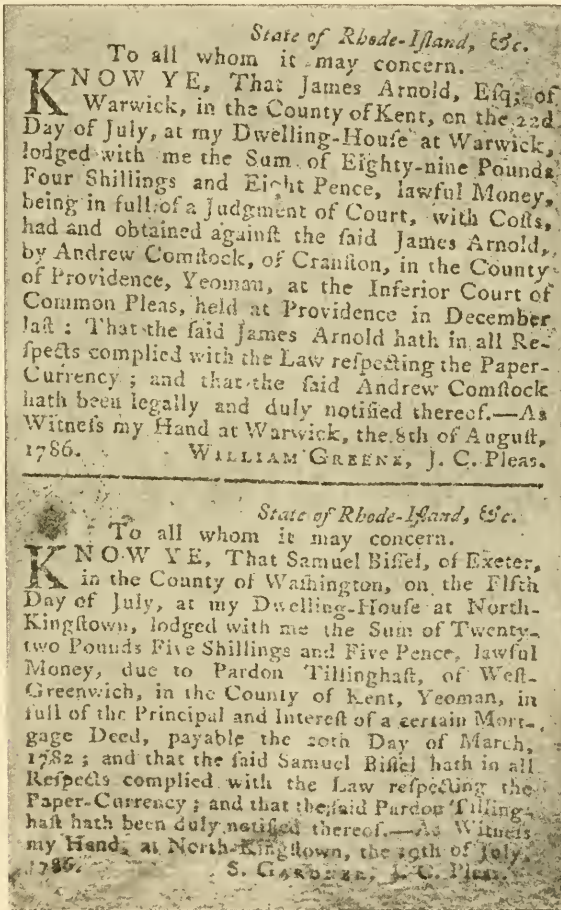 State of Rhode-Iſland, &c.
To all whom it may concern.
KNOW YE, That James Arnold, Eſq; of
Warwick, in the County of Kent, on the 22d
Day of July, at my Dwelling-Houſe at Warwick,
lodged with me the Sum of Eighty-nine Pounds
Four Shillings and Eight Pence, lawful Money,
being in full of a Judgment of Court, with Coſts,
had and obtained againſt the ſaid James Arnold,
by Andrew Comſtock, of Cranſton, in the County
of Providence, Yeoman, at the Inferior Court of
Common Pleas, held at Providence in December
laſt: That the ſaid James Arnold hath in all Re-
ſpects complied with the Law reſpecting the Paper-
Currency; and that the ſaid Andrew Comſtock
hath been legally and duly notified thereof.—As
Witneſs my Hand at Warwick, the 8th of Auguſt,
1786. WILLIAM GREENE, J. C. Pleas.
State of Rhode-Iſland, &c.
To all whom it may concern.
KNOW YE, That Samuel Biſſel, of Exeter,
in the County of Waſhington, on the Fifth
Day of July, at my Dwelling-Houſe at North-
Kingſtown, lodged with me the Sum of Twenty-
two Pounds Five Shillings and Five Pence, lawful
Money, due to Pardon Tillinghaſt, of Weſt-
Greenwich, in the County of Kent, Yeoman, in
full of the Principal and Intereſt of a certain Mort-
gage Deed, payable the 20th Day of March,
1782; and that the ſaid Samuel Biſſel hath in all
Reſpects complied with the Law reſpecting the
Paper-Currency; and that the ſaid Pardon Tilling-
haſt hath been duly notified thereof.—As Witneſs
my Hand, at North-Kingſtown, the 19th of July,
1786. S. GARDNER, J. C. Pleas.